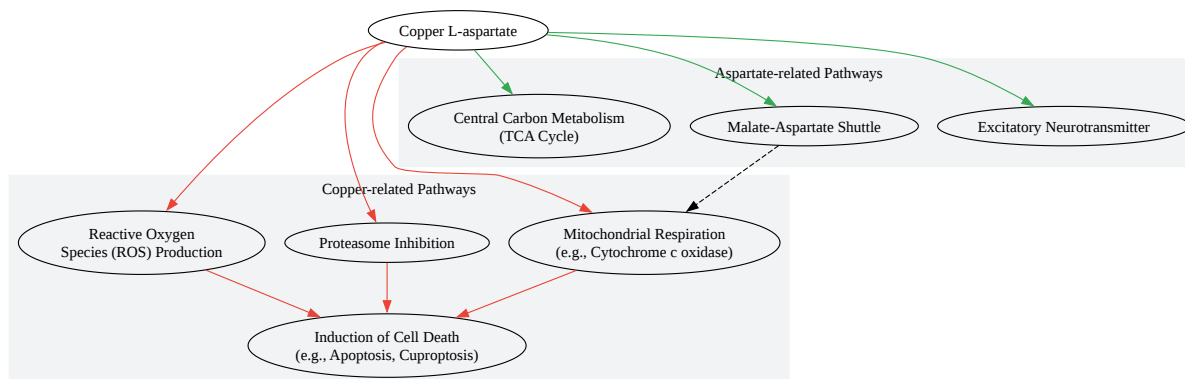 Copper L-aspartate
Aspartate-related Pathways
Central Carbon Metabolism
(TCA Cycle)
Malate-Aspartate Shuttle
Excitatory Neurotransmitter
Copper-related Pathways
Reactive Oxygen
Species (ROS) Production
Proteasome Inhibition
Mitochondrial Respiration
(e.g., Cytochrome c oxidase)
Induction of Cell Death
(e.g., Apoptosis, Cuproptosis)